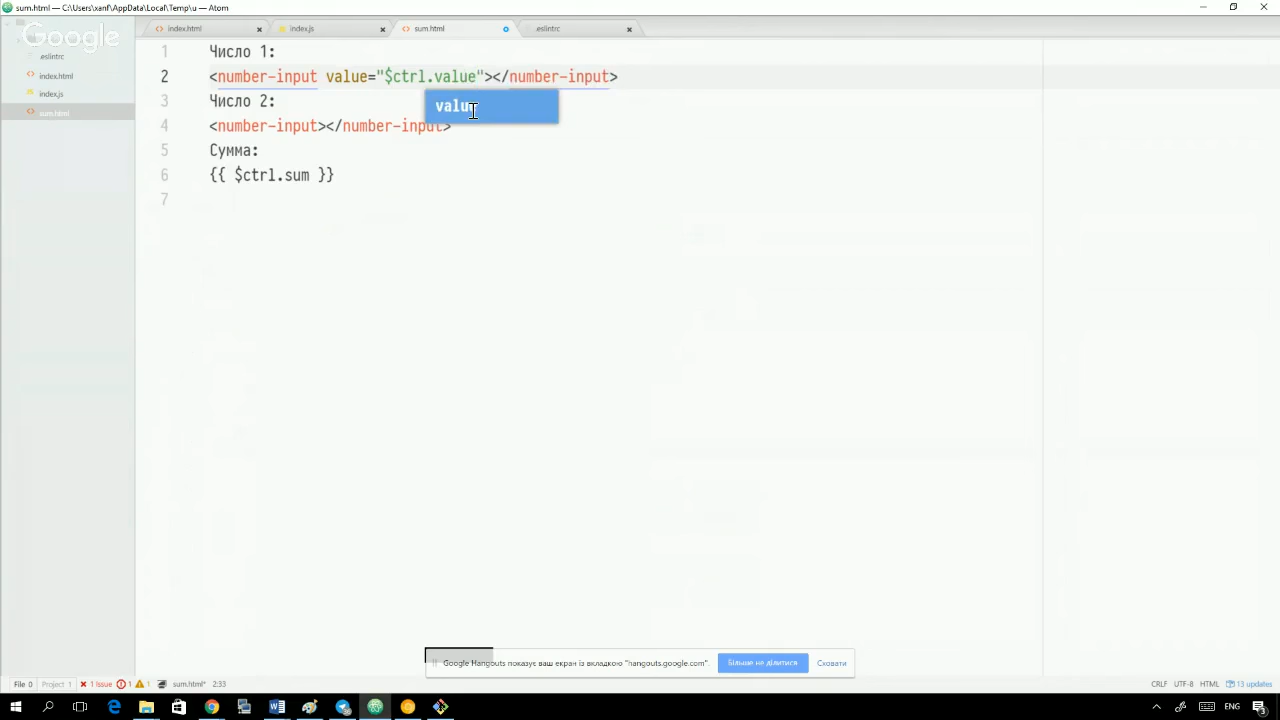 sum.html — C:\Users\xanf\AppData\Local\Temp\u — Atom
Google
index.html
index.js
sum.html
.eslintrc
.eslintrc
index.html
index.js
sum.html
1 Число 1:
2 <number-input value="$ctrl.value"></number-input>
value
3 Число 2:
4 <number-input></number-input>
5 Сумма:
6 {{ $ctrl.sum }}
7
Google Hangouts показує ваш екран із вкладкою "hangouts.google.com".
Більше не ділитися
Сховати
File 0 Project 1 1 Issue 1 1 sum.html* 2:33
CRLF UTF-8 HTML 13 updates
ENG